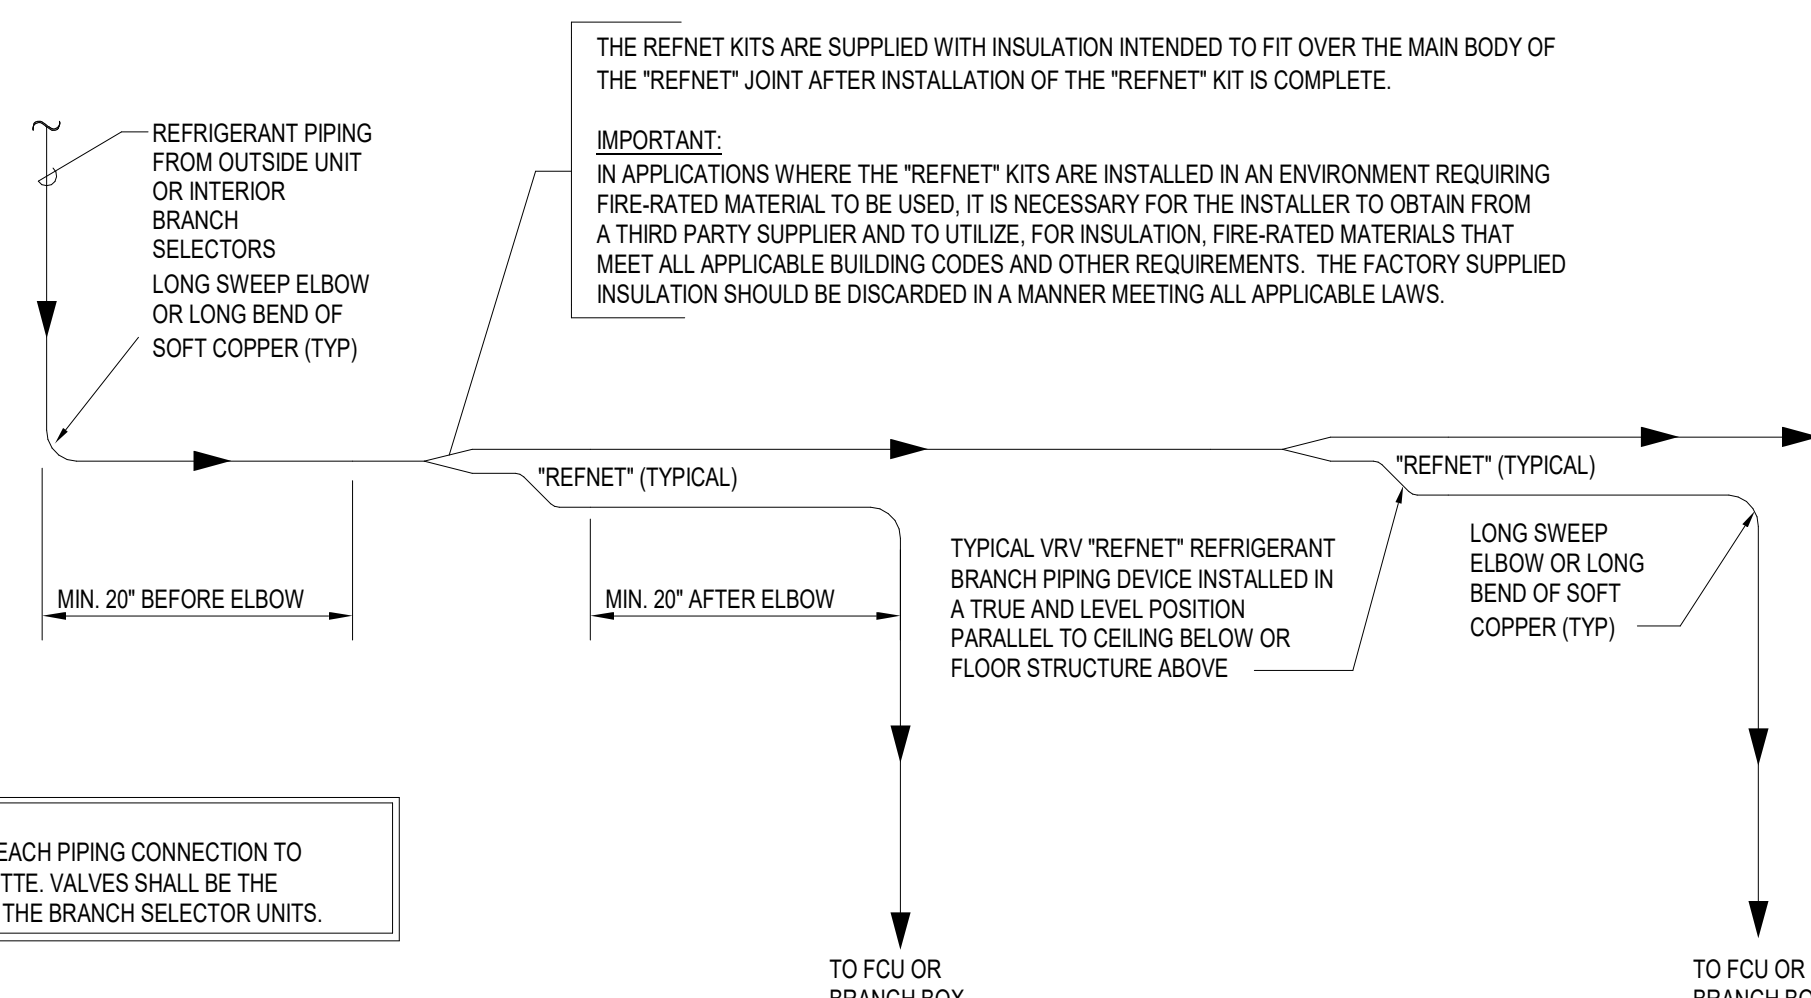 THE REFNET KITS ARE SUPPLIED WITH INSULATION INTENDED TO FIT OVER THE MAIN BODY OF
THE "REFNET" JOINT AFTER INSTALLATION OF THE "REFNET" KIT IS COMPLETE.
IMPORTANT:
IN APPLICATIONS WHERE THE "REFNET" KITS ARE INSTALLED IN AN ENVIRONMENT REQUIRING
FIRE-RATED MATERIAL TO BE USED, IT IS NECESSARY FOR THE INSTALLER TO OBTAIN FROM
A THIRD PARTY SUPPLIER AND TO UTILIZE, FOR INSULATION, FIRE-RATED MATERIALS THAT
MEET ALL APPLICABLE BUILDING CODES AND OTHER REQUIREMENTS. THE FACTORY SUPPLIED
INSULATION SHOULD BE DISCARDED IN A MANNER MEETING ALL APPLICABLE LAWS.
REFRIGERANT PIPING
FROM OUTSIDE UNIT
OR INTERIOR
BRANCH
SELECTORS
LONG SWEEP ELBOW
OR LONG BEND OF
SOFT COPPER (TYP)
"REFNET" (TYPICAL)
"REFNET" (TYPICAL)
MIN. 20" BEFORE ELBOW
MIN. 20" AFTER ELBOW
TYPICAL VRV "REFNET" REFRIGERANT
BRANCH PIPING DEVICE INSTALLED IN
A TRUE AND LEVEL POSITION
PARALLEL TO CEILING BELOW OR
FLOOR STRUCTURE ABOVE
LONG SWEEP
ELBOW OR LONG
BEND OF SOFT
COPPER (TYP)
EACH PIPING CONNECTION TO
TTE. VALVES SHALL BE THE
THE BRANCH SELECTOR UNITS.
TO FCU OR
BRANCH BOX
TO FCU OR
BRANCH BO